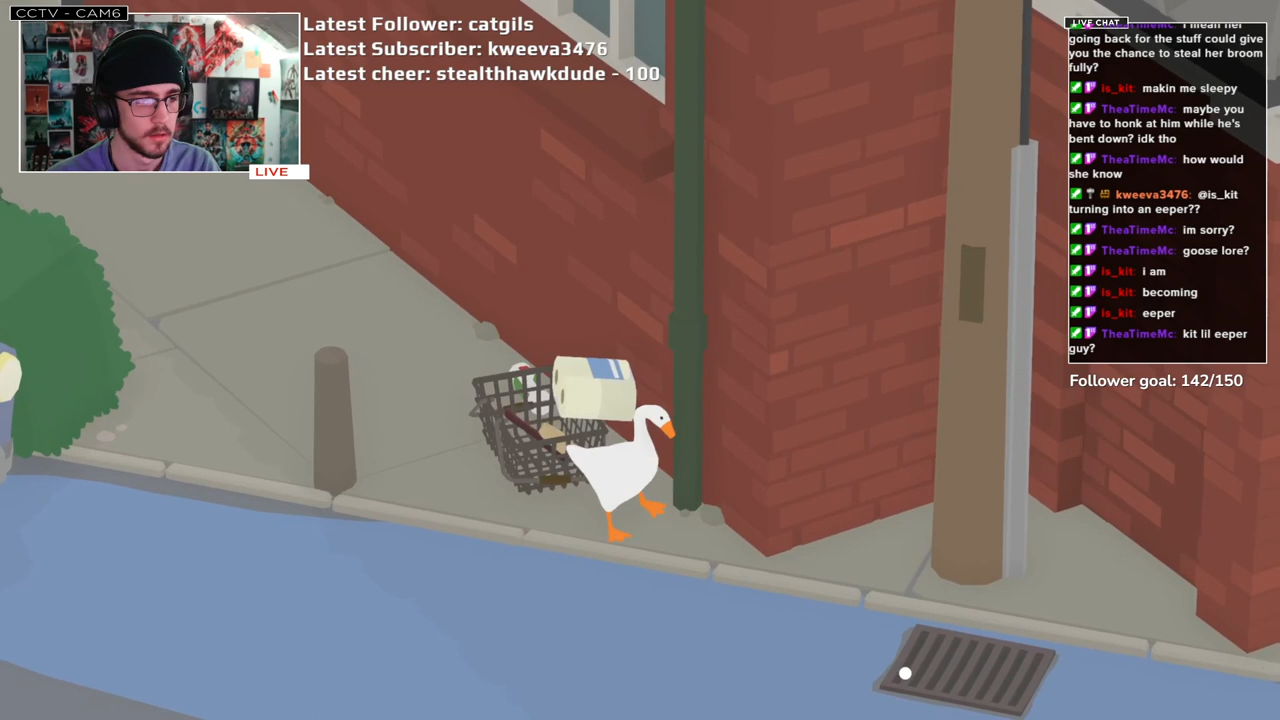 CCTV - CAM6
Latest Follower: catgils
Latest Subscriber: kweeva3476
Latest cheer: stealthhawkdude - 100
LIVE
LIVE CHAT
TheaTimeMc: i mean her
going back for the stuff could give
you the chance to steal her broom
fully?
is_kit: makin me sleepy
TheaTimeMc: maybe you
have to honk at him while he's
bent down? idk tho
TheaTimeMc: how would
she know
kweeva3476: @is_kit
turning into an eeper??
TheaTimeMc: im sorry?
TheaTimeMc: goose lore?
is_kit: i am
is_kit: becoming
is_kit: eeper
TheaTimeMc: kit lil eeper
guy?
Follower goal: 142/150